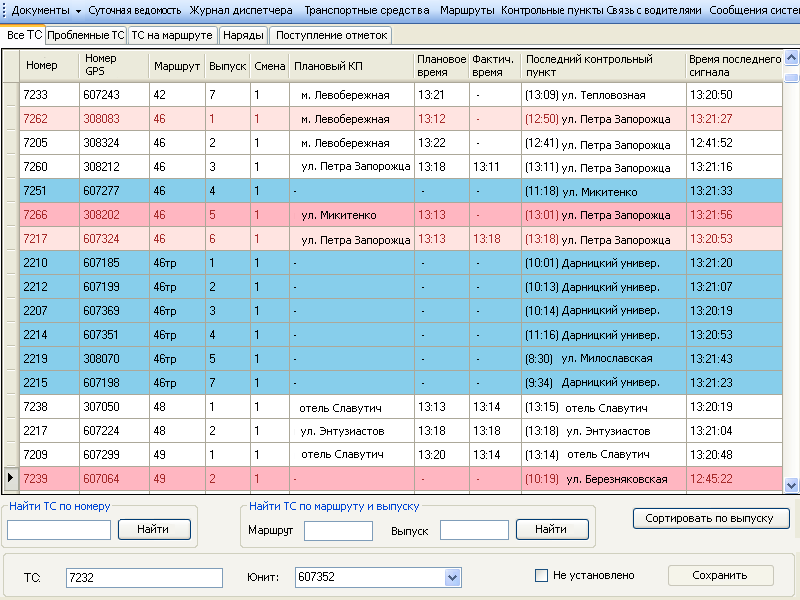 Документы Суточная ведомость Журнал диспетчера Транспортные средства Маршруты Контрольные пункты Связь с водителями Сообщения систем
Все ТС Проблемные ТС ТС на маршруте Наряды Поступление отметок
Номер Номер GPS Маршрут Выпуск Смена Плановый КП Плановое время Фактич. время Последний контрольный пункт Время последнего сигнала
7233 607243 42 7 1 м. Левобережная 13:21 - (13:09) ул. Тепловозная 13:20:50
7262 308083 46 1 1 м. Левобережная 13:12 - (12:50) ул. Петра Запорожца 13:21:27
7205 308324 46 2 1 м. Левобережная 13:22 - (12:41) ул. Петра Запорожца 12:41:52
7260 308212 46 3 1 ул. Петра Запорожца 13:18 13:11 (13:11) ул. Петра Запорожца 13:21:16
7251 607277 46 4 1 - - - (11:18) ул. Микитенко 13:21:33
7266 308202 46 5 1 ул. Микитенко 13:13 - (13:01) ул. Петра Запорожца 13:21:56
7217 607324 46 6 1 ул. Петра Запорожца 13:13 13:18 (13:18) ул. Петра Запорожца 13:20:53
2210 607185 46тр 1 1 - - - (10:01) Дарницкий универ. 13:21:20
2212 607199 46тр 2 1 - - - (10:13) Дарницкий универ. 13:21:07
2207 607369 46тр 3 1 - - - (10:14) Дарницкий универ. 13:20:19
2214 607351 46тр 4 1 - - - (11:16) Дарницкий универ. 13:20:53
2219 308070 46тр 5 1 - - - (8:30) ул. Милославская 13:21:43
2215 607198 46тр 7 1 - - - (9:34) Дарницкий универ. 13:21:23
7238 307050 48 1 1 отель Славутич 13:13 13:14 (13:15) отель Славутич 13:20:19
2217 607224 48 2 1 ул. Энтузиастов 13:18 13:18 (13:18) ул. Энтузиастов 13:21:04
7209 607299 49 1 1 отель Славутич 13:20 13:14 (13:14) отель Славутич 13:20:48
7239 607064 49 2 1 - - - (10:19) ул. Березняковская 12:45:22
Найти ТС по номеру Найти ТС по маршруту и выпуску
Найти Маршрут Выпуск Найти Сортировать по выпуску
ТС: 7232 Юнит: 607352 Не установлено Сохранить